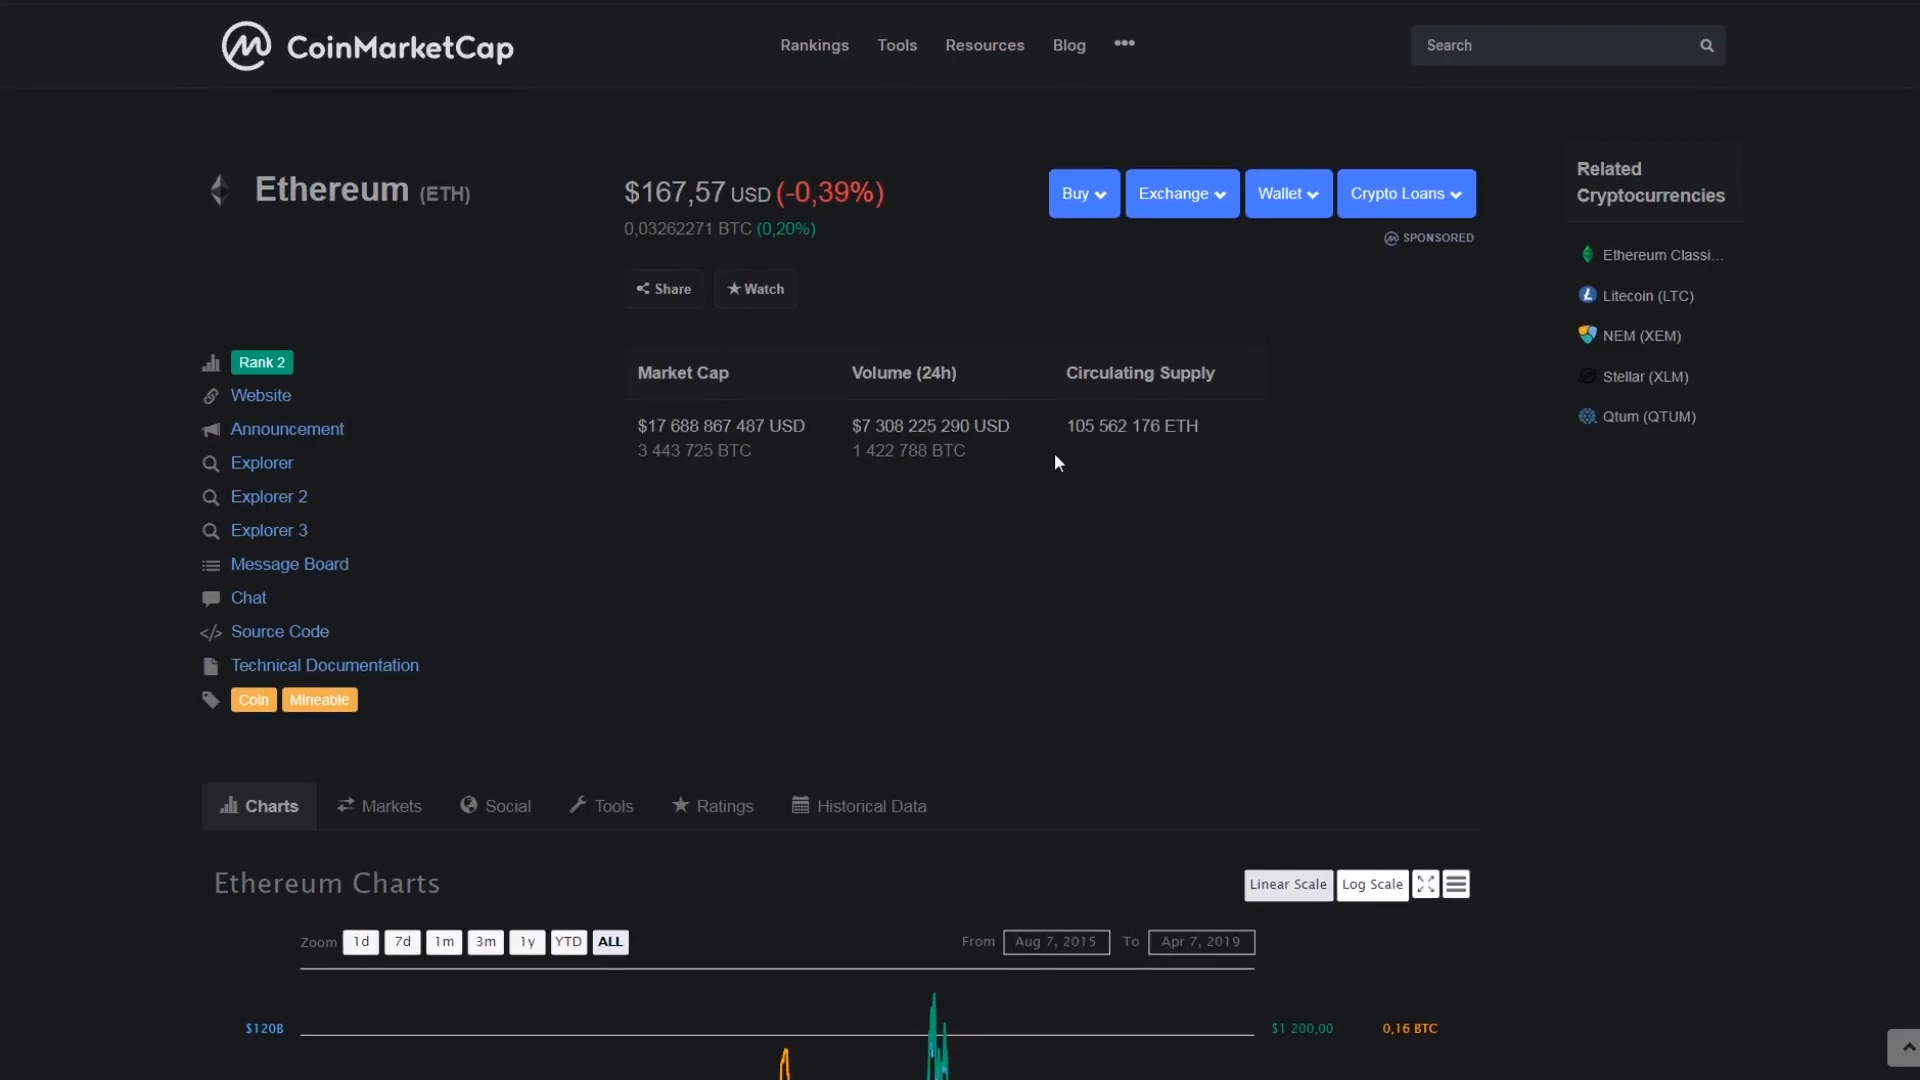 CoinMarketCap
Rankings Tools Resources Blog •••
Search
Ethereum (ETH)
$167,57 USD (-0,39%)
0,03262271 BTC (0,20%)
Buy Exchange Wallet Crypto Loans
SPONSORED
Share Watch
Related
Cryptocurrencies
Ethereum Classi...
Litecoin (LTC)
NEM (XEM)
Stellar (XLM)
Qtum (QTUM)
Rank 2
Website
Announcement
Explorer
Explorer 2
Explorer 3
Message Board
Chat
Source Code
Technical Documentation
Coin Mineable
Market Cap Volume (24h) Circulating Supply
$17 688 867 487 USD $7 308 225 290 USD 105 562 176 ETH
3 443 725 BTC 1 422 788 BTC
Charts Markets Social Tools Ratings Historical Data
Ethereum Charts
Linear Scale Log Scale
Zoom 1d 7d 1m 3m 1y YTD ALL
From Aug 7, 2015 To Apr 7, 2019
$120B $1 200,00 0,16 BTC